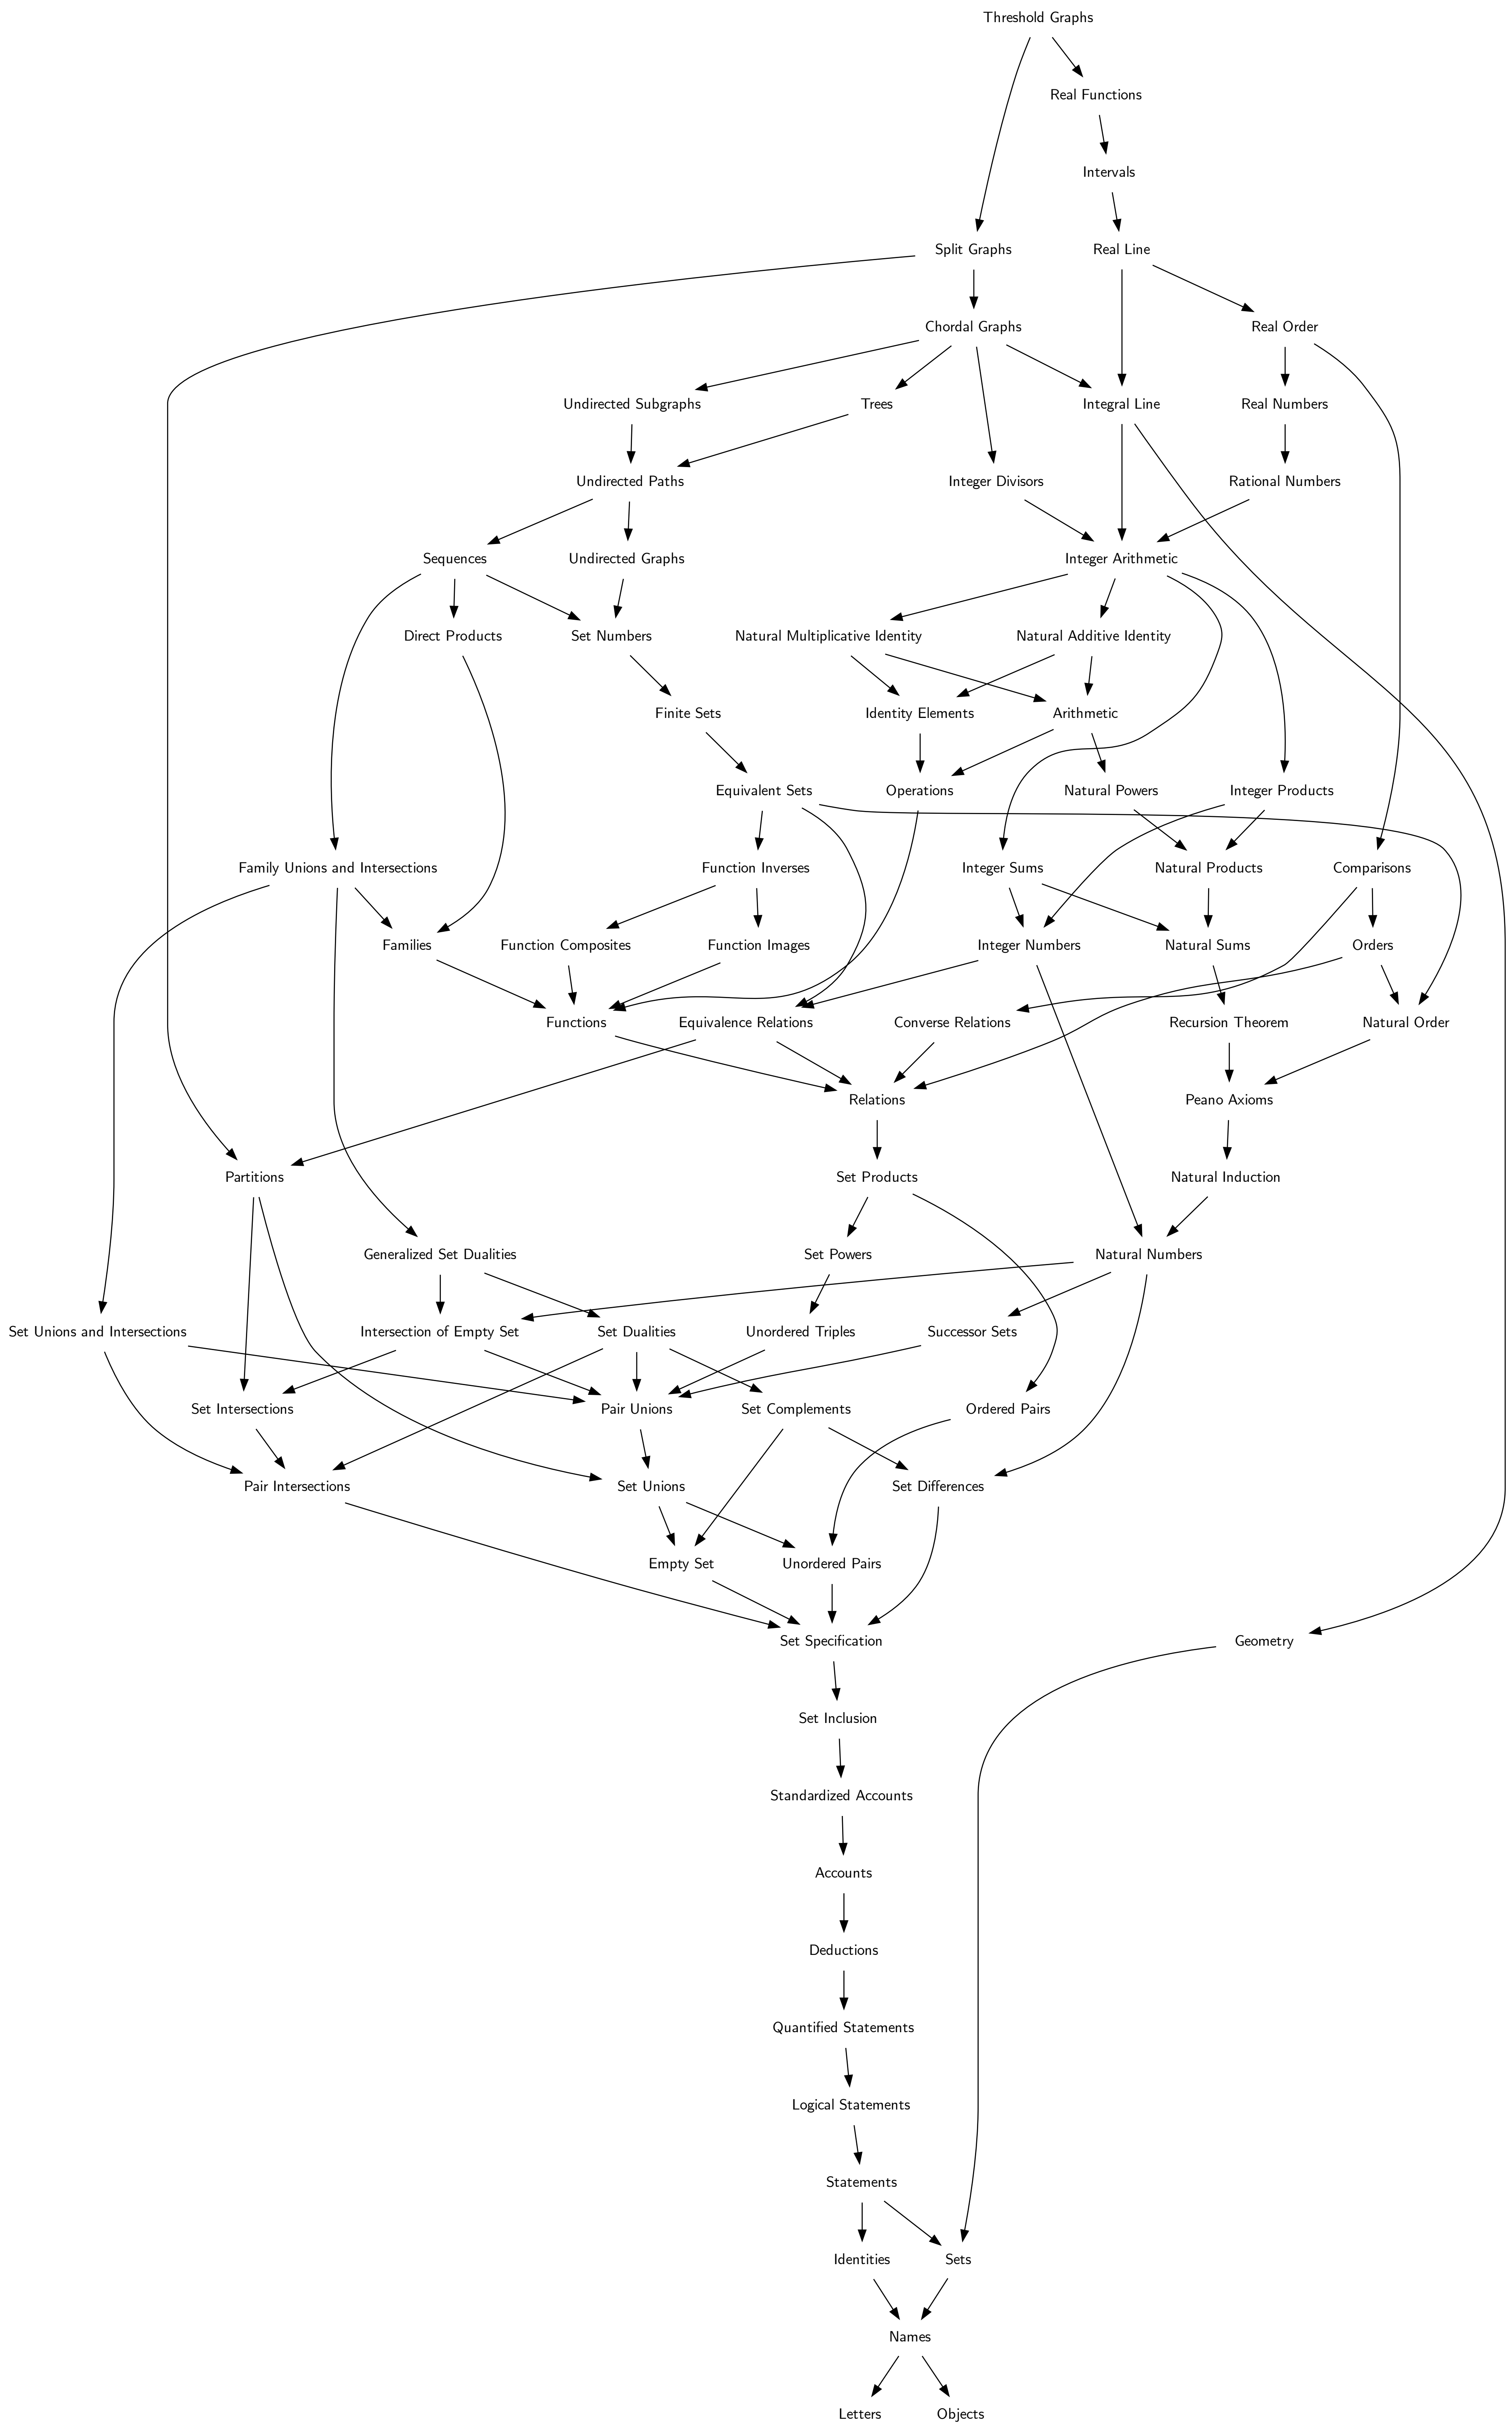 Threshold Graphs
Real Functions
Intervals
Split Graphs
Real Line
Chordal Graphs
Real Order
Undirected Subgraphs
Trees
Integral Line
Real Numbers
Undirected Paths
Integer Divisors
Rational Numbers
Sequences
Undirected Graphs
Integer Arithmetic
Direct Products
Set Numbers
Natural Multiplicative Identity
Natural Additive Identity
Finite Sets
Identity Elements
Arithmetic
Equivalent Sets
Operations
Natural Powers
Integer Products
Family Unions and Intersections
Function Inverses
Integer Sums
Natural Products
Comparisons
Families
Function Composites
Function Images
Integer Numbers
Natural Sums
Orders
Functions
Equivalence Relations
Converse Relations
Recursion Theorem
Natural Order
Relations
Peano Axioms
Partitions
Set Products
Natural Induction
Generalized Set Dualities
Set Powers
Natural Numbers
Set Unions and Intersections
Intersection of Empty Set
Set Dualities
Unordered Triples
Successor Sets
Set Intersections
Pair Unions
Set Complements
Ordered Pairs
Pair Intersections
Set Unions
Set Differences
Empty Set
Unordered Pairs
Set Specification
Geometry
Set Inclusion
Standardized Accounts
Accounts
Deductions
Quantified Statements
Logical Statements
Statements
Identities
Sets
Names
Letters
Objects